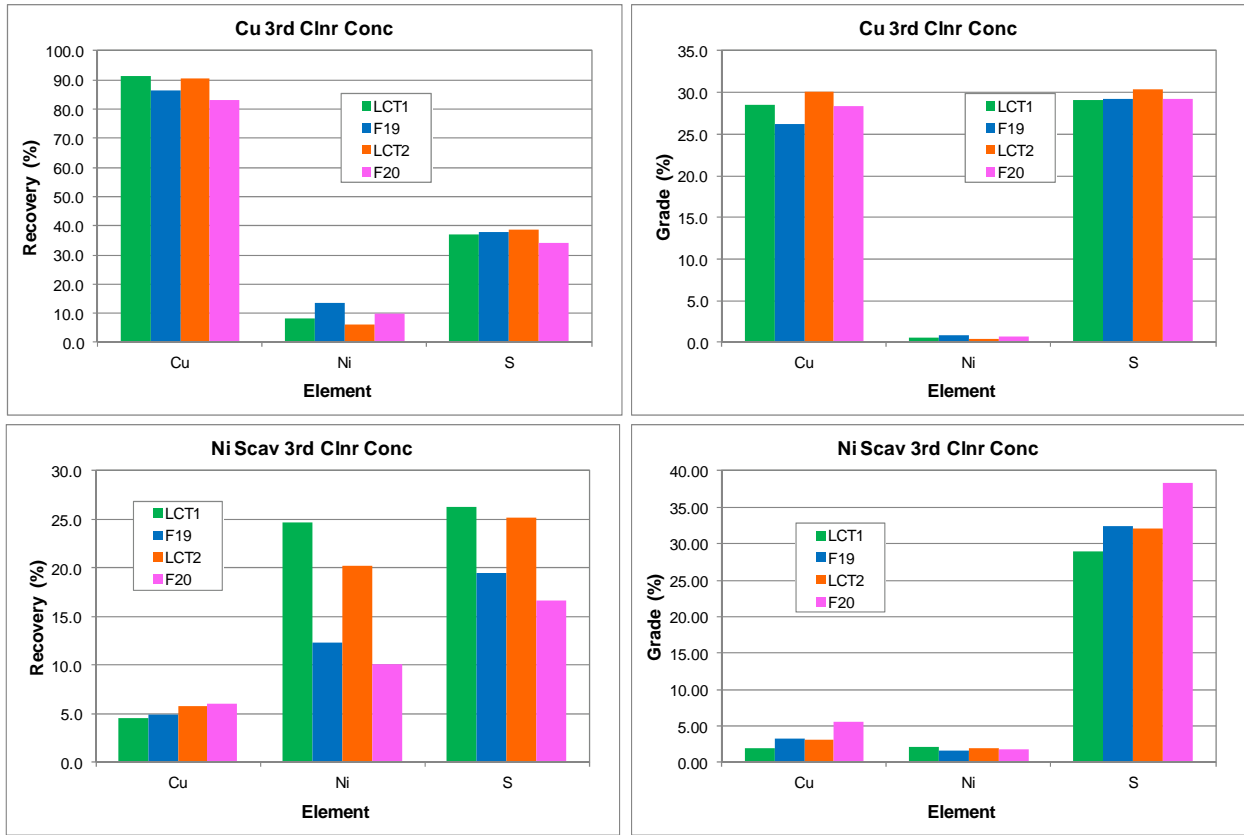 Cu 3rd Clnr Conc
100.0
90.0
80.0
70.0
60.0
50.0
40.0
30.0
20.0
10.0
0.0
Recovery (%)
LCT1
F19
LCT2
F20
Cu Ni S
Element
Cu 3rd Clnr Conc
35.0
30.0
25.0
20.0
15.0
10.0
5.0
0.0
Grade (%)
LCT1
F19
LCT2
F20
Cu Ni S
Element
Ni Scav 3rd Clnr Conc
30.0
25.0
20.0
15.0
10.0
5.0
0.0
Recovery (%)
LCT1
F19
LCT2
F20
Cu Ni S
Element
Ni Scav 3rd Clnr Conc
40.00
35.00
30.00
25.00
20.00
15.00
10.00
5.00
0.00
Grade (%)
LCT1
F19
LCT2
F20
Cu Ni S
Element